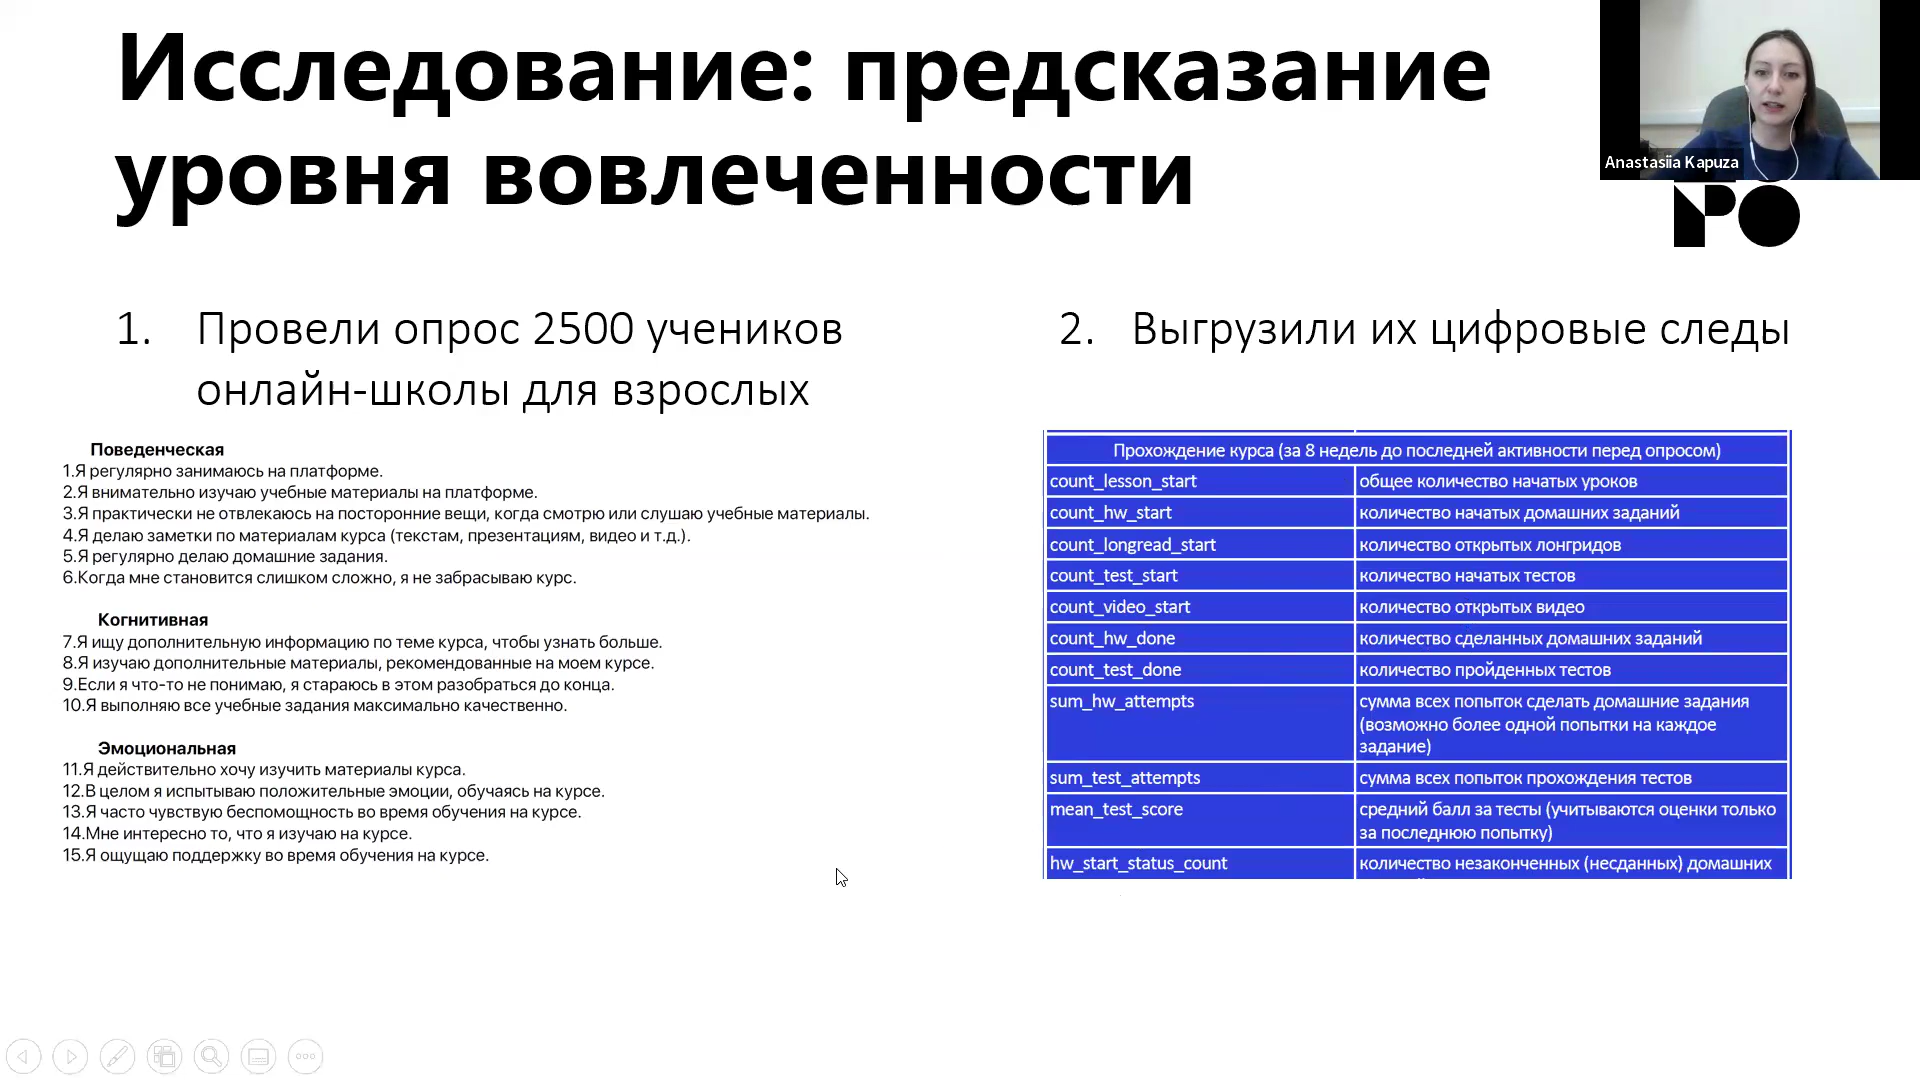 Исследование: предсказание
уровня вовлеченности
Anastasiia Kapuza
1. Провели опрос 2500 учеников
онлайн-школы для взрослых
Поведенческая
1.Я регулярно занимаюсь на платформе.
2.Я внимательно изучаю учебные материалы на платформе.
3.Я практически не отвлекаюсь на посторонние вещи, когда смотрю или слушаю учебные материалы.
4.Я делаю заметки по материалам курса (текстам, презентациям, видео и т.д.).
5.Я регулярно делаю домашние задания.
6.Когда мне становится слишком сложно, я не забрасываю курс.
Когнитивная
7.Я ищу дополнительную информацию по теме курса, чтобы узнать больше.
8.Я изучаю дополнительные материалы, рекомендованные на моем курсе.
9.Если я что-то не понимаю, я стараюсь в этом разобраться до конца.
10.Я выполняю все учебные задания максимально качественно.
Эмоциональная
11.Я действительно хочу изучить материалы курса.
12.В целом я испытываю положительные эмоции, обучаясь на курсе.
13.Я часто чувствую беспомощность во время обучения на курсе.
14.Мне интересно то, что я изучаю на курсе.
15.Я ощущаю поддержку во время обучения на курсе.
2. Выгрузили их цифровые следы
Прохождение курса (за 8 недель до последней активности перед опросом)
count_lesson_start общее количество начатых уроков
count_hw_start количество начатых домашних заданий
count_longread_start количество открытых лонгридов
count_test_start количество начатых тестов
count_video_start количество открытых видео
count_hw_done количество сделанных домашних заданий
count_test_done количество пройденных тестов
sum_hw_attempts сумма всех попыток сделать домашние задания
(возможно более одной попытки на каждое
задание)
sum_test_attempts сумма всех попыток прохождения тестов
mean_test_score средний балл за тесты (учитываются оценки только
за последнюю попытку)
hw_start_status_count количество незаконченных (несданных) домашних